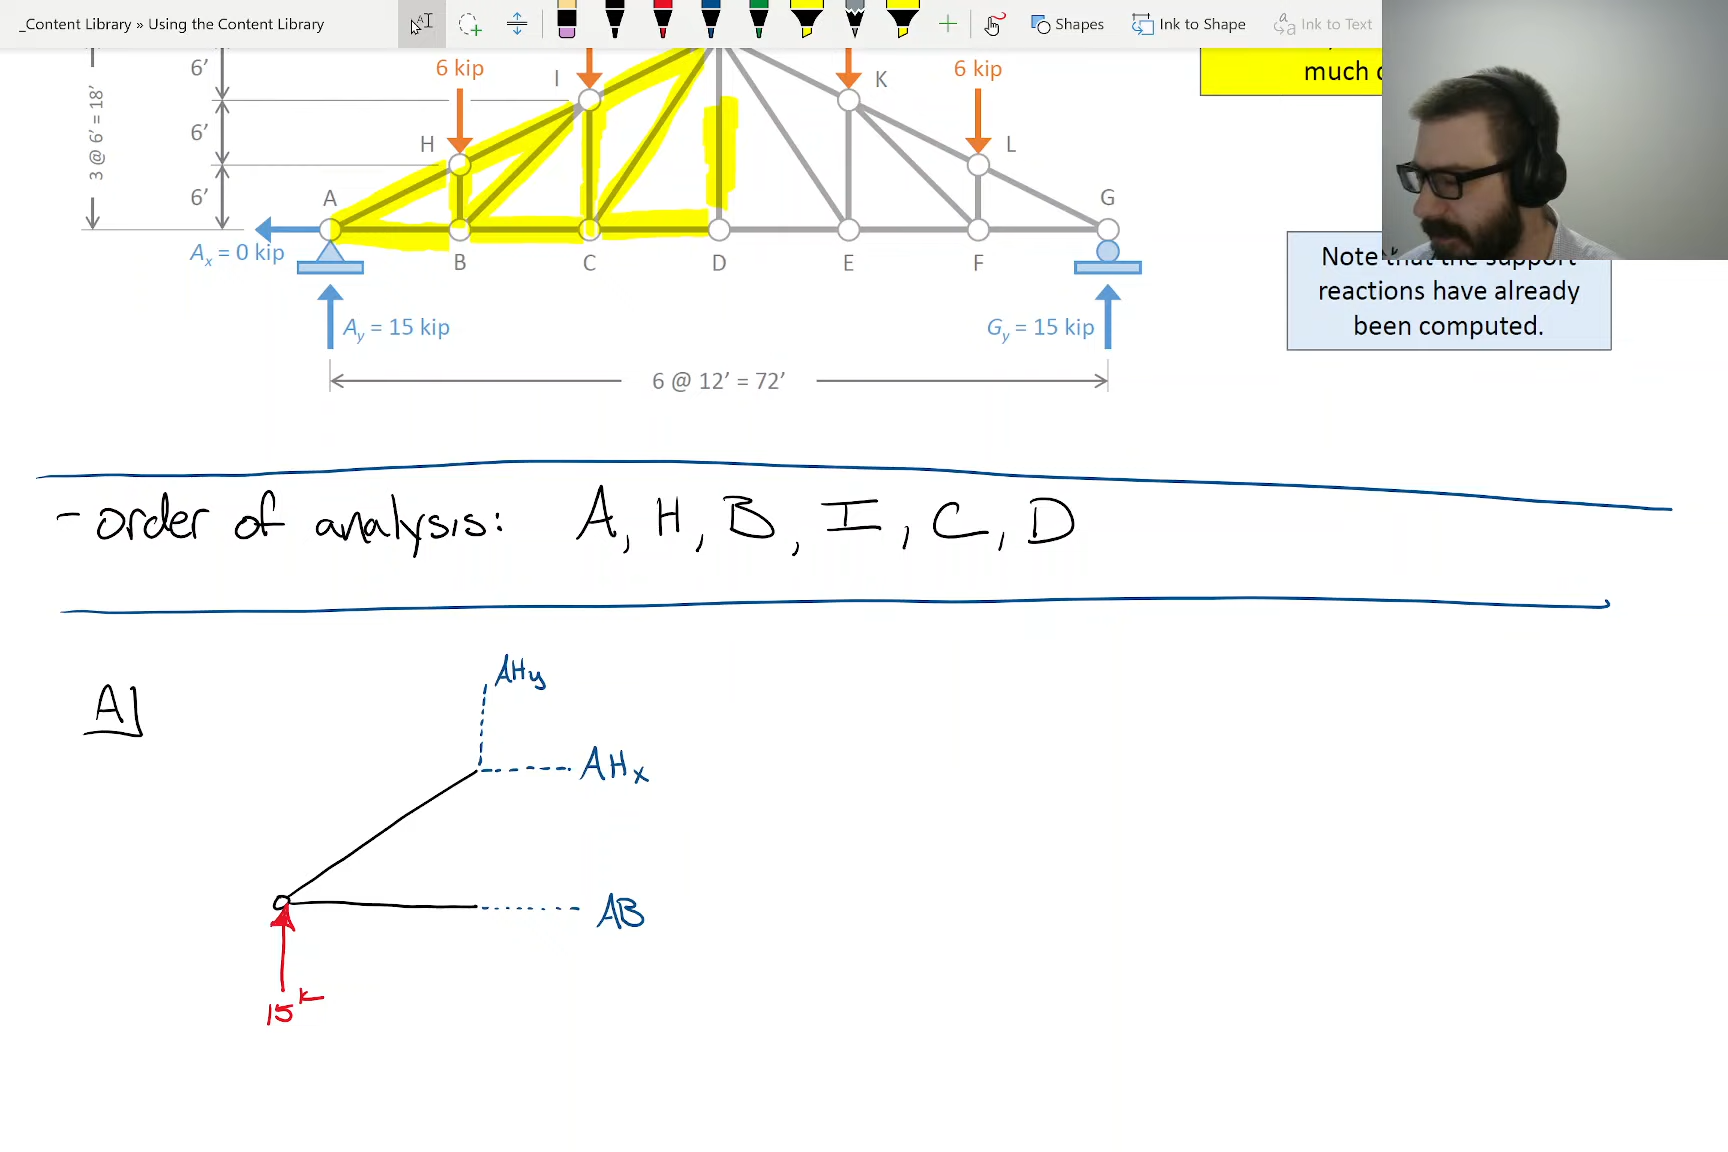 _Content Library » Using the Content Library
Shapes
Ink to Shape
Ink to Text
6'
6 kip
I
K
6 kip
much
3 @ 6' = 18'
6'
H
L
6'
A
G
Ax = 0 kip
B
C
D
E
F
Note that the support
reactions have already
been computed.
Ay = 15 kip
Gy = 15 kip
6 @ 12' = 72'
- order of analysis: A, H, B, I, C, D
A]
AHy
AHx
AB
15k